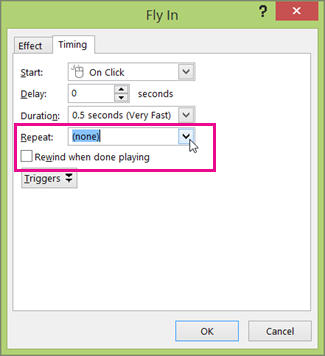 Fly In ?
Effect Timing
Start: On Click
Delay: 0 seconds
Duration: 0.5 seconds (Very Fast)
Repeat: (none)
Rewind when done playing
Triggers
OK Cancel